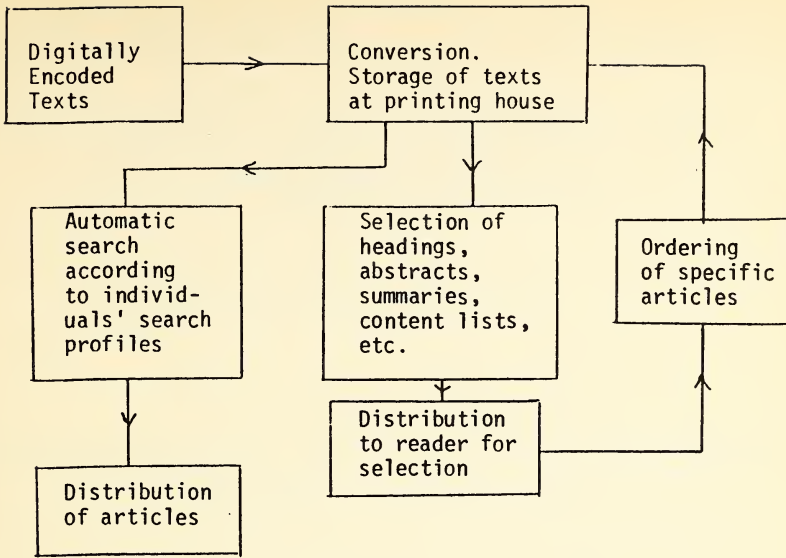 Digitally
Encoded
Texts
Conversion.
Storage of texts
at printing house
Automatic
search
according
to individ-
uals' search
profiles
Selection of
headings,
abstracts,
summaries,
content lists,
etc.
Ordering
of specific
articles
Distribution
to reader for
selection
Distribution
of articles